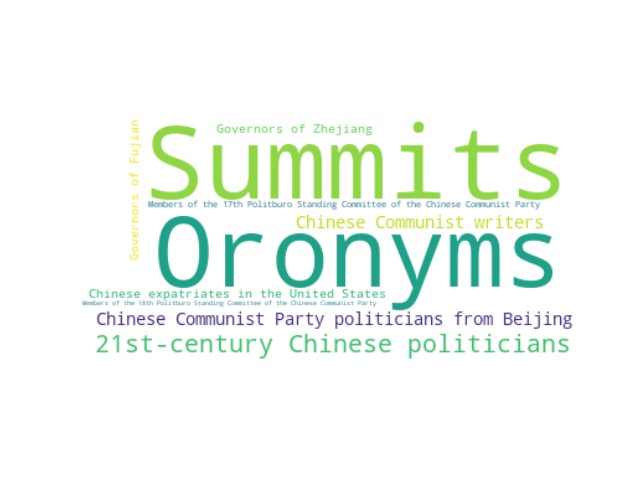 Governors of Fujian
Governors of Zhejiang
Summits
Members of the 17th Politburo Standing Committee of the Chinese Communist Party
Chinese Communist writers
Oronyms
Chinese expatriates in the United States
Members of the 18th Politburo Standing Committee of the Chinese Communist Party
Chinese Communist Party politicians from Beijing
21st-century Chinese politicians